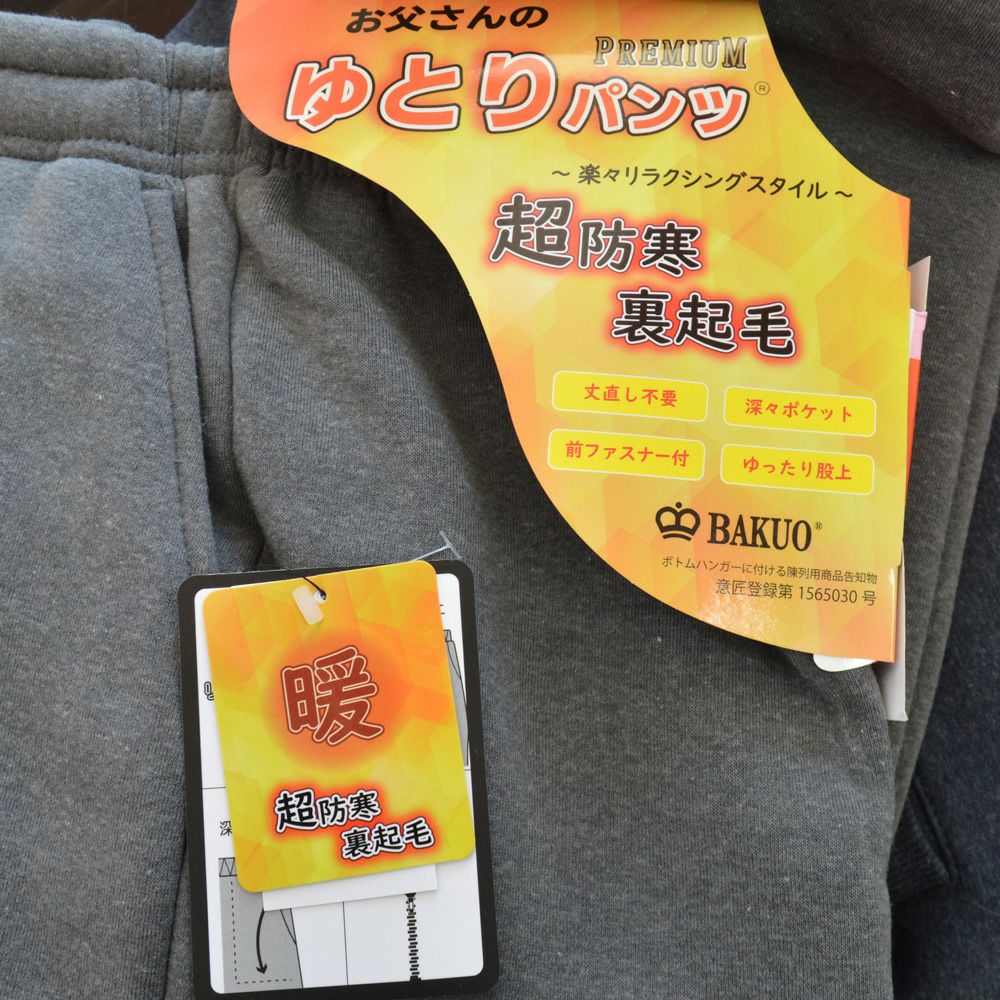 お父さんの
PREMIUM
ゆとりパンツ®
～楽々リラクシングスタイル～
超防寒
裏起毛
丈直し不要
深々ポケット
前ファスナー付
ゆったり股上
BAKUO®
ボトムハンガーに付ける陳列用商品告知物
意匠登録第 1565030 号
暖
超防寒
裏起毛
深